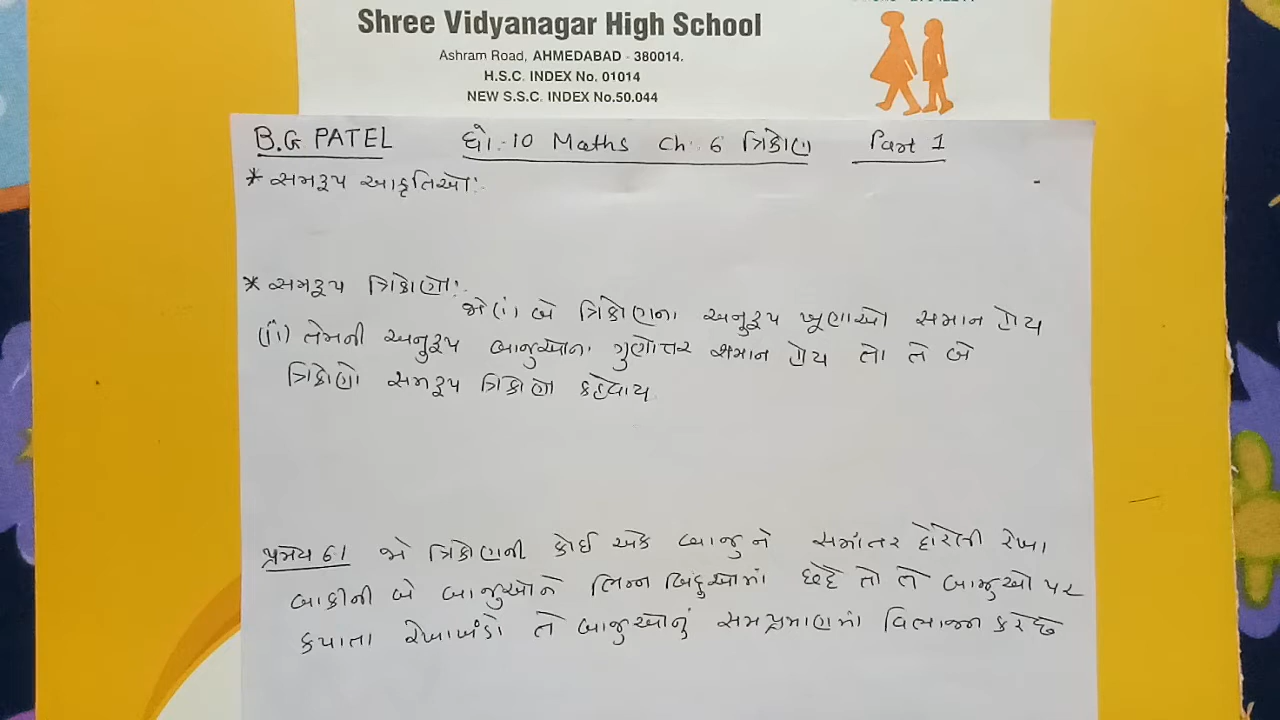 Shree Vidyanagar High School
Ashram Road, AHMEDABAD - 380014.
H.S.C. INDEX No. 01014
NEW S.S.C. INDEX No.50.044
B.G PATEL ધો.-10 Maths Ch. 6 ત્રિકોણ Part 1
* સમરૂપ આકૃતિઓ:
* સમરૂપ ત્રિકોણો:
જો (i) બે ત્રિકોણના અનુરૂપ ખૂણાઓ સમાન હોય
(ii) તેમની અનુરૂપ બાજુઓના ગુણોત્તર સમાન હોય તો તે બે
ત્રિકોણો સમરૂપ ત્રિકોણો કહેવાય.
પ્રમેય 6.1 જો ત્રિકોણની કોઈ એક બાજુને સમાંતર દોરેલી રેખા
બાકીની બે બાજુઓને ભિન્ન બિંદુઓમાં છેદે તો તે બાજુઓ પર
કપાતા રેખાખંડો તે બાજુઓનું સમપ્રમાણમાં વિભાજન કરે છે